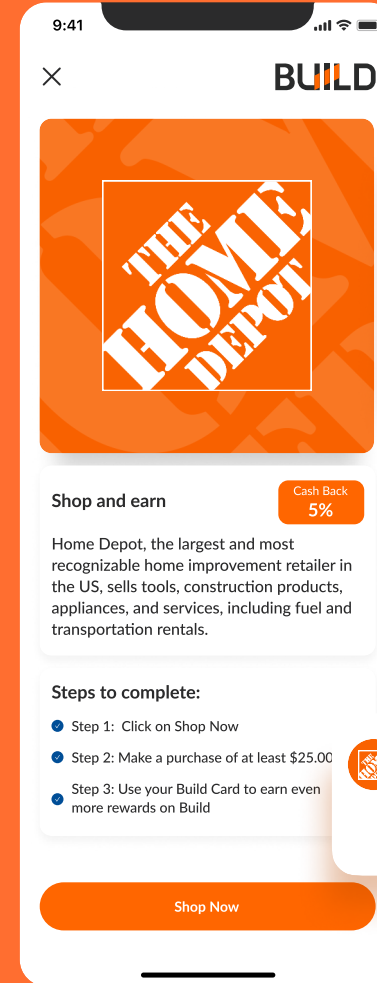 9:41
BUILD
THE
HOME
DEPOT
Shop and earn
Cash Back
5%
Home Depot, the largest and most
recognizable home improvement retailer in
the US, sells tools, construction products,
appliances, and services, including fuel and
transportation rentals.
Steps to complete:
Step 1: Click on Shop Now
Step 2: Make a purchase of at least $25.00
Step 3: Use your Build Card to earn even
more rewards on Build
Shop Now